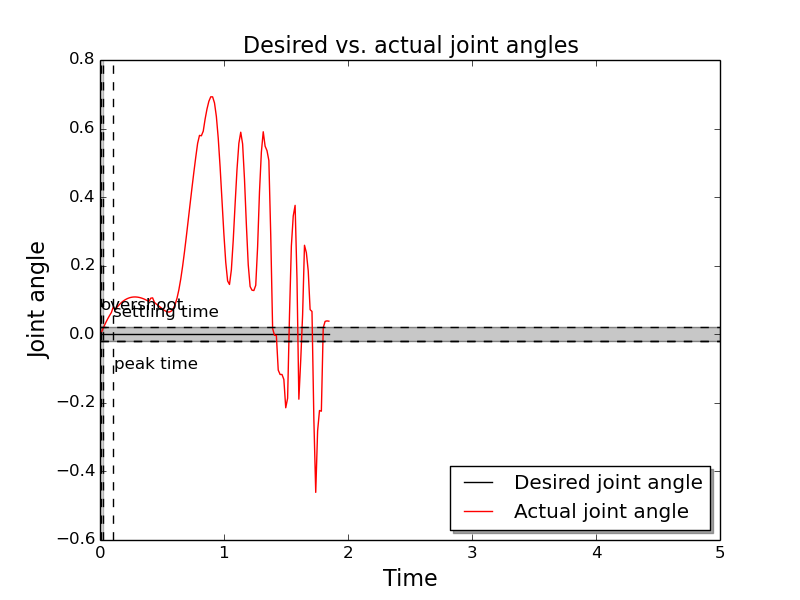 Desired vs. actual joint angles
0.8
0.6
0.4
0.2
0.0
−0.2
−0.4
−0.6
Joint angle
overshoot
settling time
peak time
Desired joint angle
Actual joint angle
0 1 2 3 4 5
Time